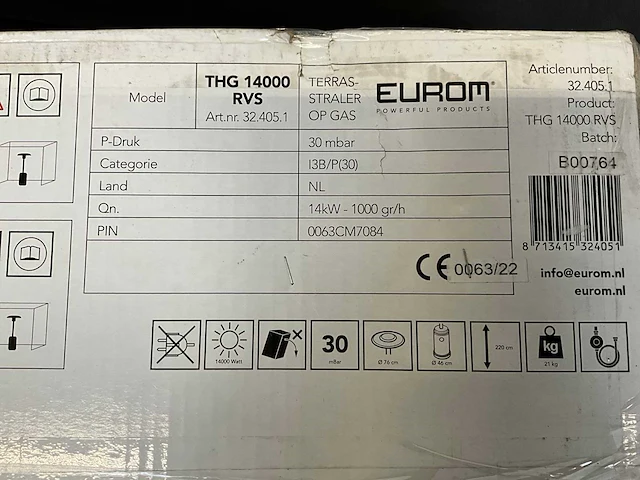 Model
THG 14000
RVS
Art.nr. 32.405.1
TERRAS-
STRALER
OP GAS
EUROM
POWERFUL PRODUCTS
P-Druk 30 mbar
Categorie I3B/P(30)
Land NL
Qn. 14kW - 1000 gr/h
PIN 0063CM7084
CE 0063/22
Articlenumber:
32.405.1
Product:
THG 14000 RVS
Batch:
B00764
8 713415 324051
info@eurom.nl
eurom.nl
14000 Watt
30
mBar
Ø 76 cm
Ø 46 cm
220 cm
kg
21 kg